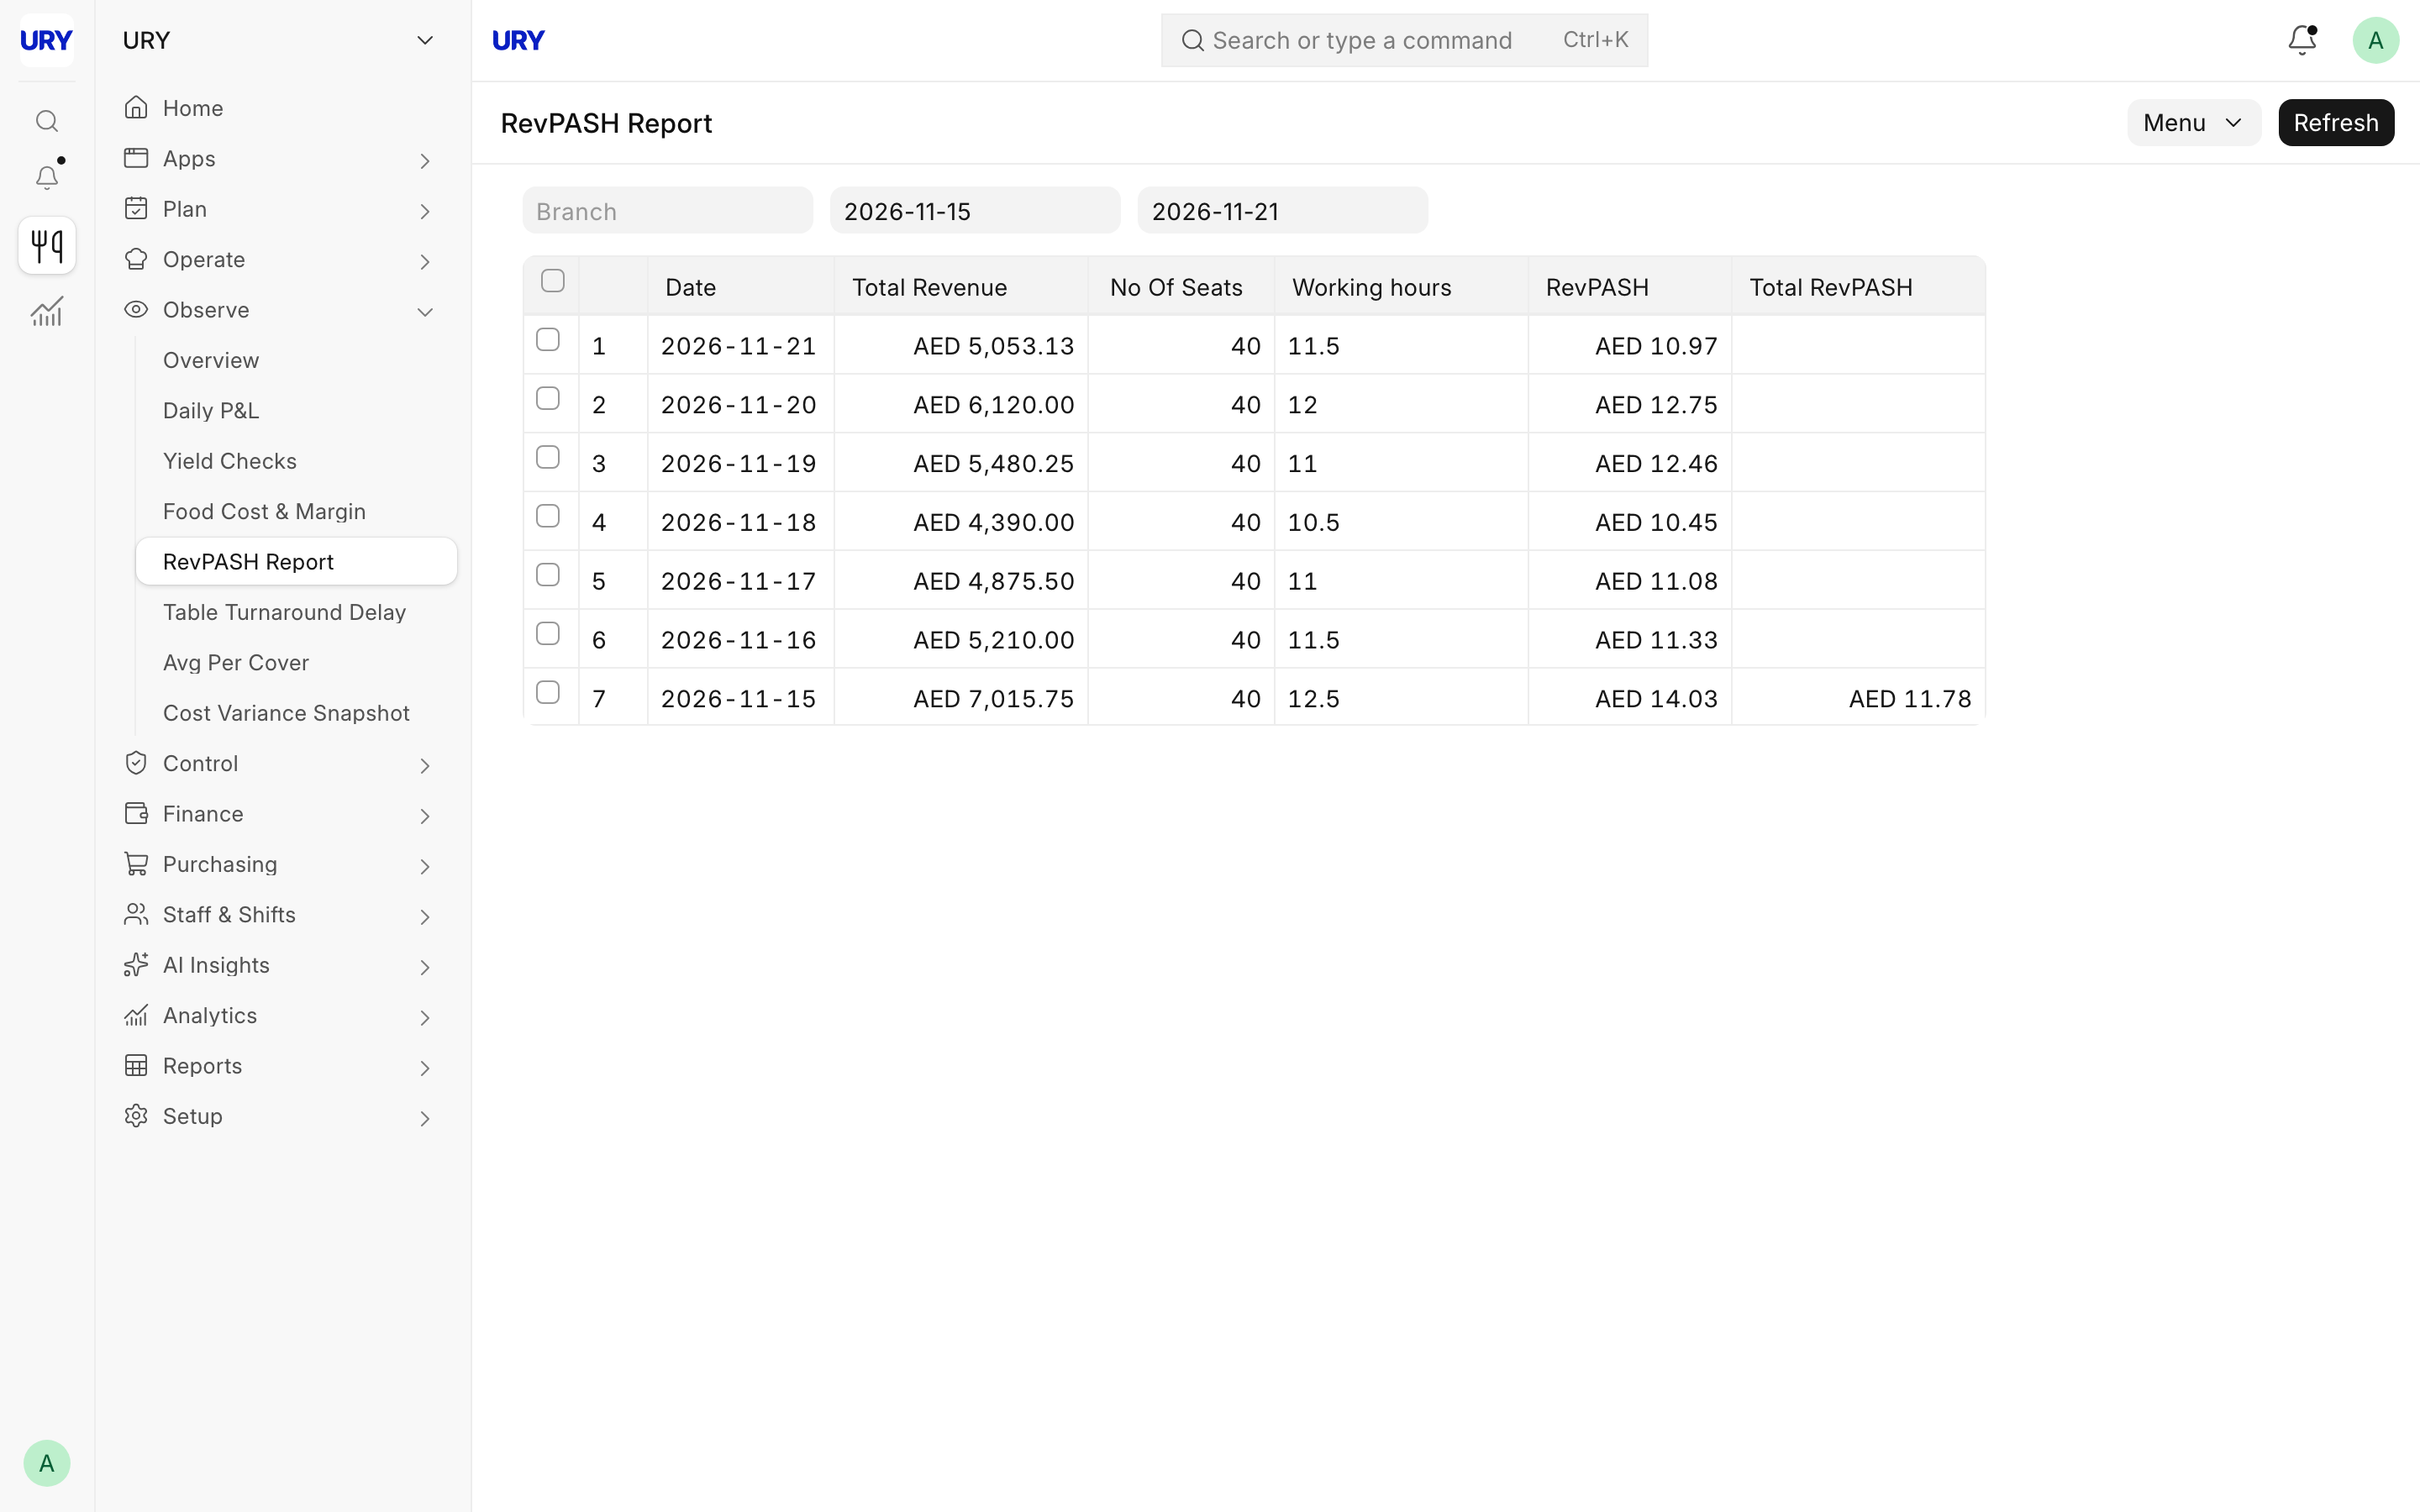 URY
URY
URY
Search or type a command Ctrl+K
A
Home
Apps
Plan
Operate
Observe
Overview
Daily P&L
Yield Checks
Food Cost & Margin
RevPASH Report
Table Turnaround Delay
Avg Per Cover
Cost Variance Snapshot
Control
Finance
Purchasing
Staff & Shifts
AI Insights
Analytics
Reports
Setup
A
RevPASH Report
Menu
Refresh
Branch 2026-11-15 2026-11-21
Date Total Revenue No Of Seats Working hours RevPASH Total RevPASH
1 2026-11-21 AED 5,053.13 40 11.5 AED 10.97
2 2026-11-20 AED 6,120.00 40 12 AED 12.75
3 2026-11-19 AED 5,480.25 40 11 AED 12.46
4 2026-11-18 AED 4,390.00 40 10.5 AED 10.45
5 2026-11-17 AED 4,875.50 40 11 AED 11.08
6 2026-11-16 AED 5,210.00 40 11.5 AED 11.33
7 2026-11-15 AED 7,015.75 40 12.5 AED 14.03 AED 11.78